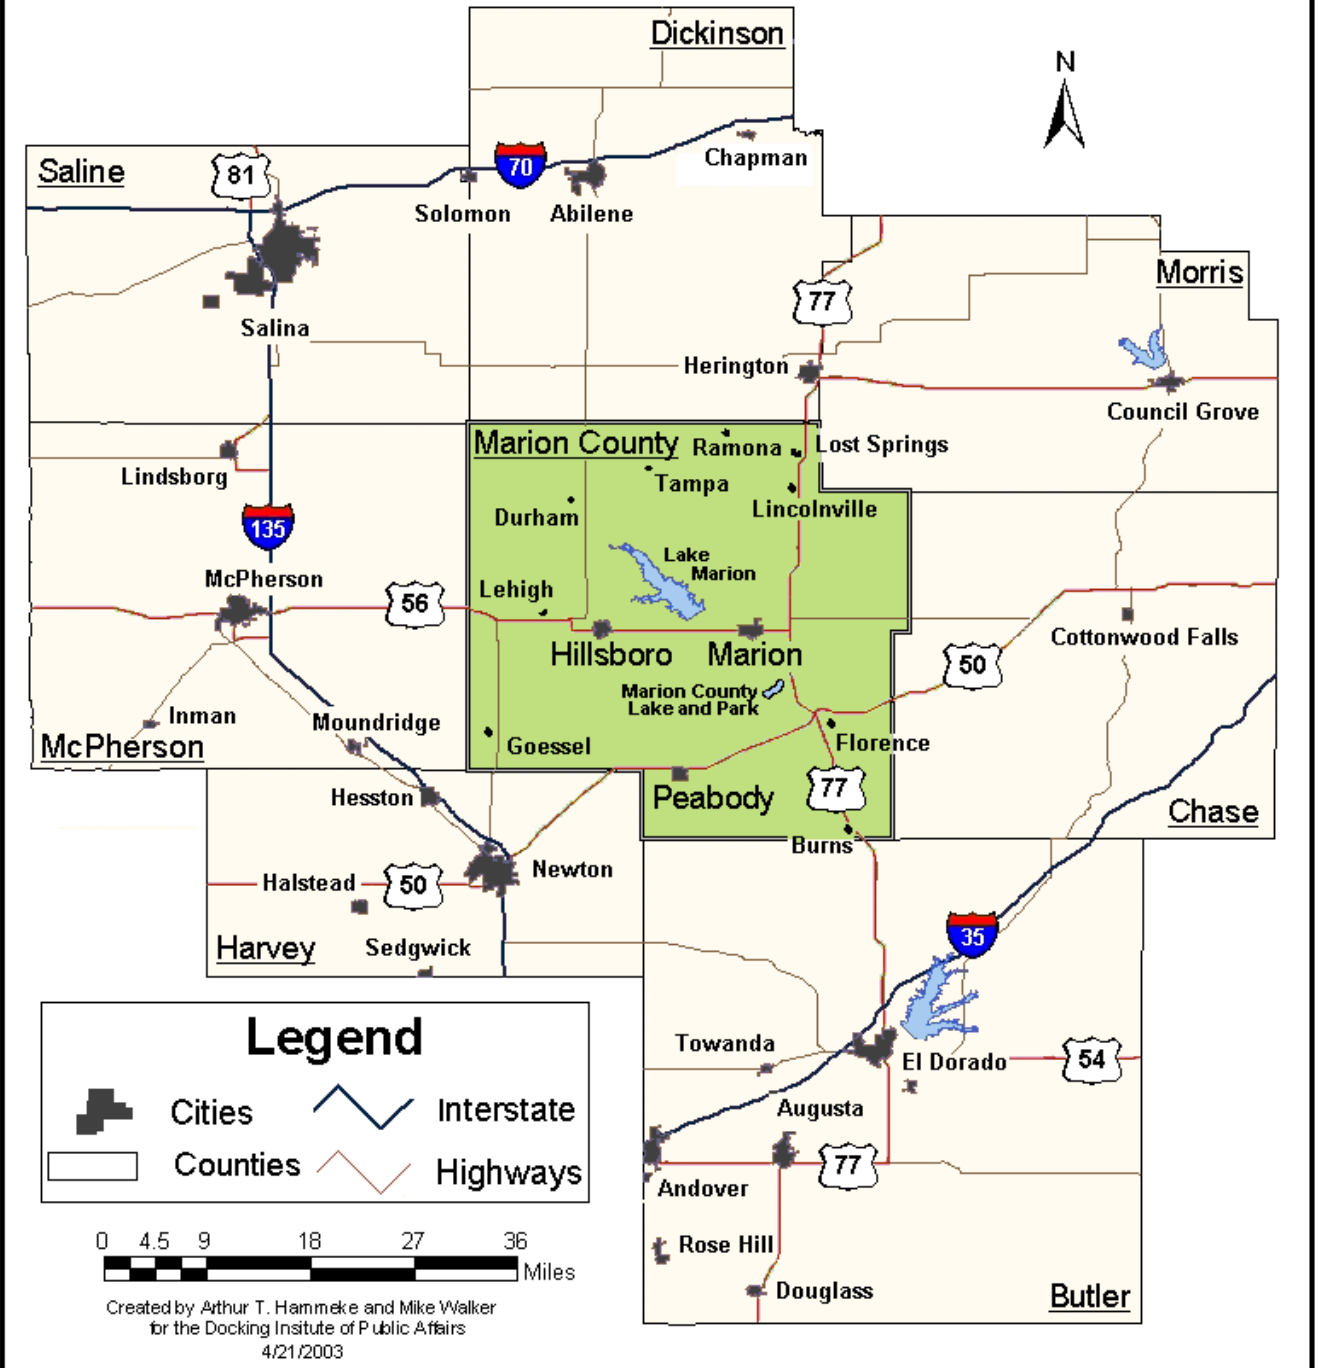 Dickinson
N
Saline
81
70
Chapman
Solomon
Abilene
Morris
77
Salina
Herington
Council Grove
Marion County
Ramona
Lost Springs
Lindsborg
Tampa
Lincolnville
Durham
135
Lake
Marion
McPherson
Lehigh
56
Cottonwood Falls
Hillsboro
Marion
50
Marion County
Lake and Park
Inman
Moundridge
McPherson
Goessel
Florence
Hesston
Peabody
77
Chase
Burns
Newton
Halstead
50
Harvey
Sedgwick
35
Legend
Cities
Interstate
Counties
Highways
Towanda
El Dorado
54
Augusta
77
Andover
Rose Hill
Douglass
Butler
0 4.5 9 18 27 36
Miles
Created by Arthur T. Hammeke and Mike Walker
for the Docking Insitute of Public Affairs
4/21/2003